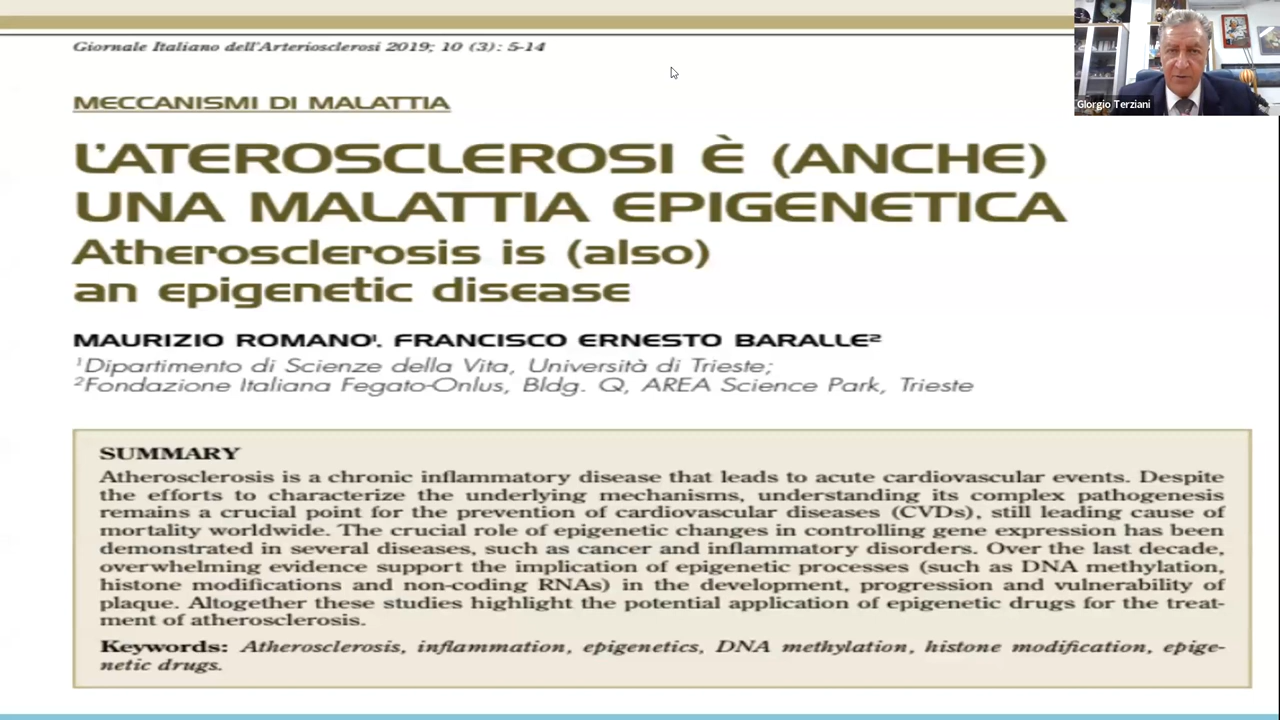 Giornale Italiano dell'Arteriosclerosi 2019; 10 (3): 5-14
MECCANISMI DI MALATTIA
L'ATEROSCLEROSI È (ANCHE)
UNA MALATTIA EPIGENETICA
Atherosclerosis is (also)
an epigenetic disease
MAURIZIO ROMANO¹, FRANCISCO ERNESTO BARALLE²
¹Dipartimento di Scienze della Vita, Università di Trieste;
²Fondazione Italiana Fegato-Onlus, Bldg. Q, AREA Science Park, Trieste
SUMMARY
Atherosclerosis is a chronic inflammatory disease that leads to acute cardiovascular events. Despite
the efforts to characterize the underlying mechanisms, understanding its complex pathogenesis
remains a crucial point for the prevention of cardiovascular diseases (CVDs), still leading cause of
mortality worldwide. The crucial role of epigenetic changes in controlling gene expression has been
demonstrated in several diseases, such as cancer and inflammatory disorders. Over the last decade,
overwhelming evidence support the implication of epigenetic processes (such as DNA methylation,
histone modifications and non-coding RNAs) in the development, progression and vulnerability of
plaque. Altogether these studies highlight the potential application of epigenetic drugs for the treat-
ment of atherosclerosis.
Keywords: Atherosclerosis, inflammation, epigenetics, DNA methylation, histone modification, epige-
netic drugs.
GIorgio Terziani